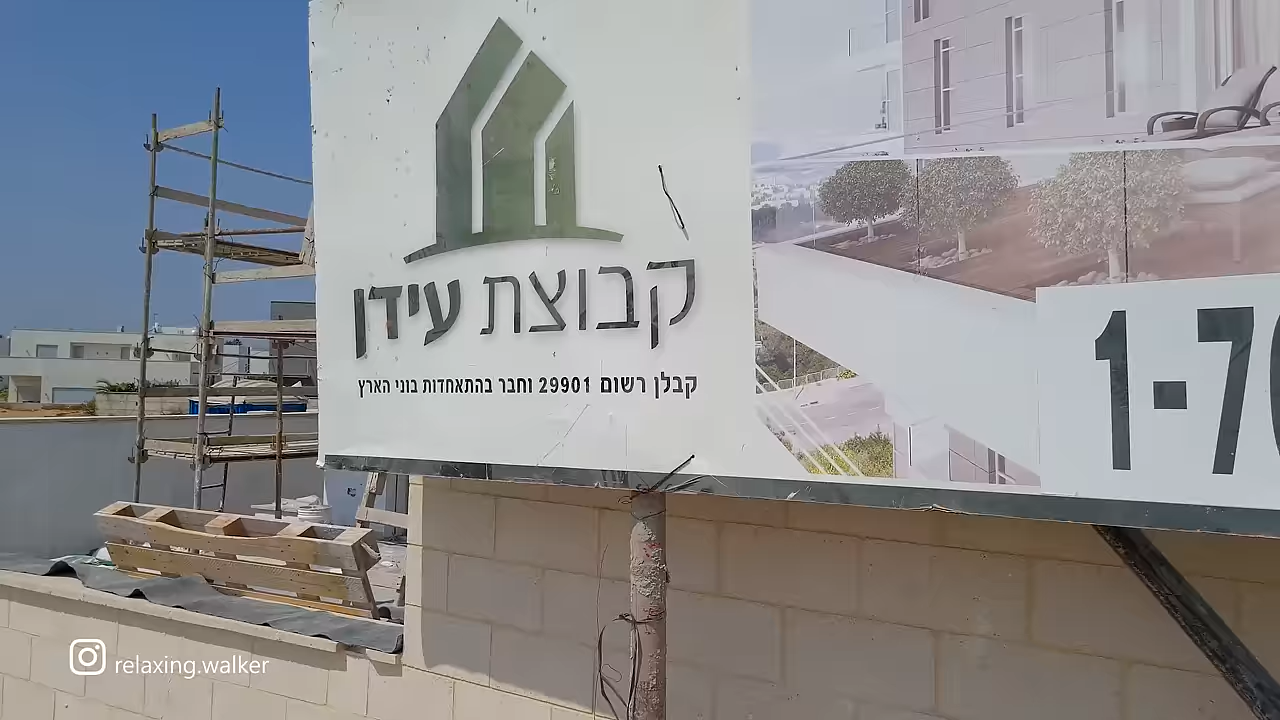 קבוצת עידן
קבלן רשום 29901 וחבר בהתאחדות בוני הארץ
1-70
relaxing.walker